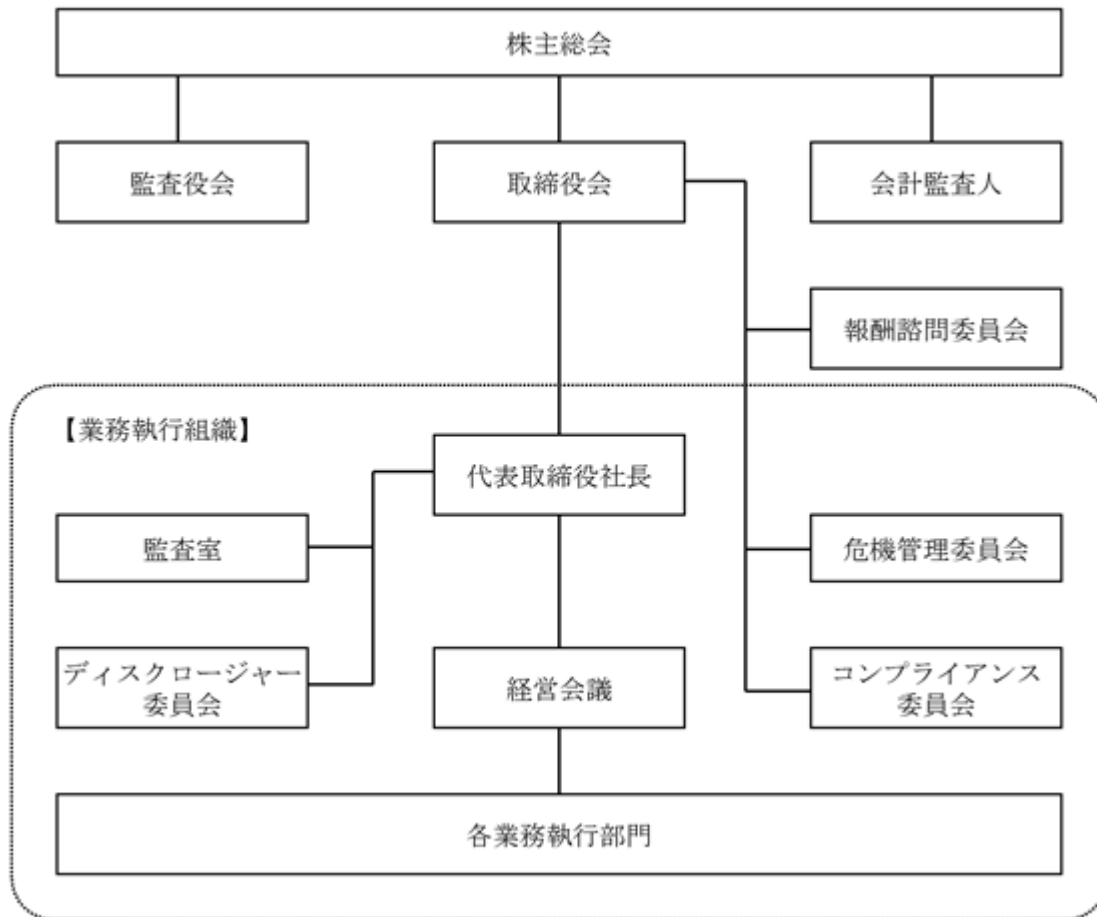 株主総会
監査役会
取締役会
会計監査人
報酬諮問委員会
【業務執行組織】
代表取締役社長
監査室
危機管理委員会
ディスクロージャー
委員会
経営会議
コンプライアンス
委員会
各業務執行部門